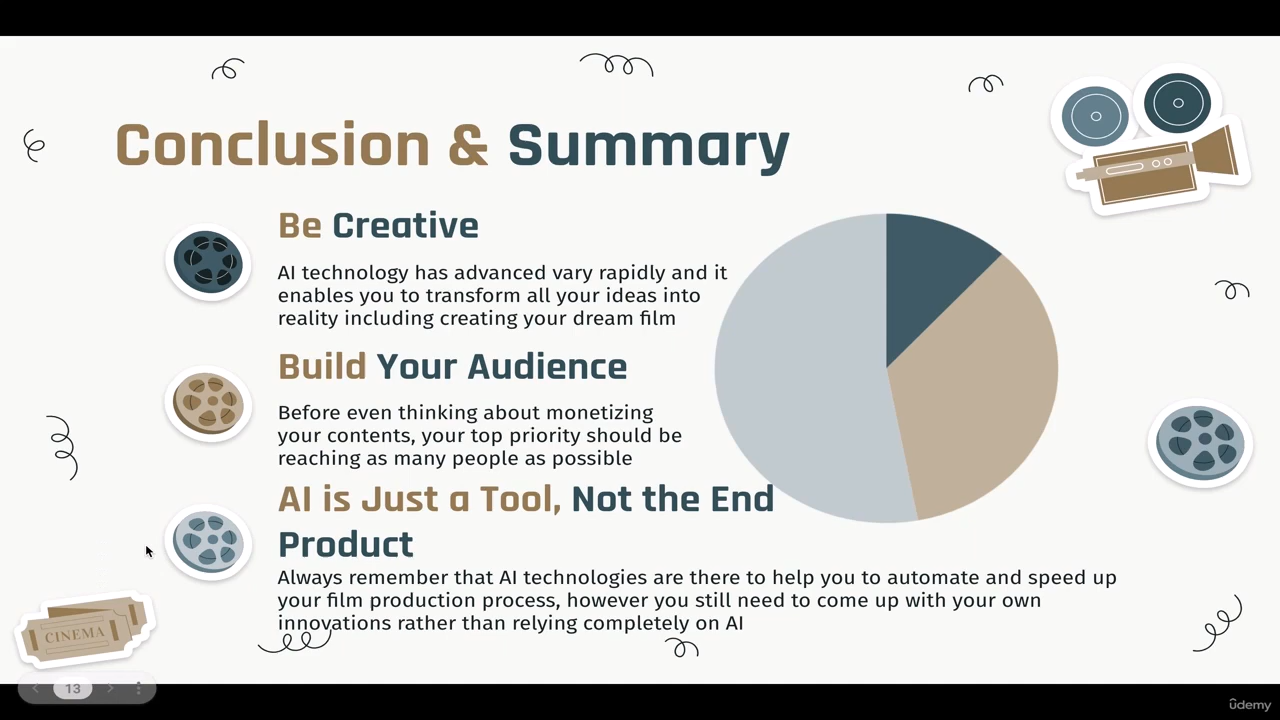 Conclusion & Summary
Be Creative
AI technology has advanced vary rapidly and it
enables you to transform all your ideas into
reality including creating your dream film
Build Your Audience
Before even thinking about monetizing
your contents, your top priority should be
reaching as many people as possible
AI is Just a Tool, Not the End
Product
Always remember that AI technologies are there to help you to automate and speed up
your film production process, however you still need to come up with your own
innovations rather than relying completely on AI
CINEMA
13
ûdemy